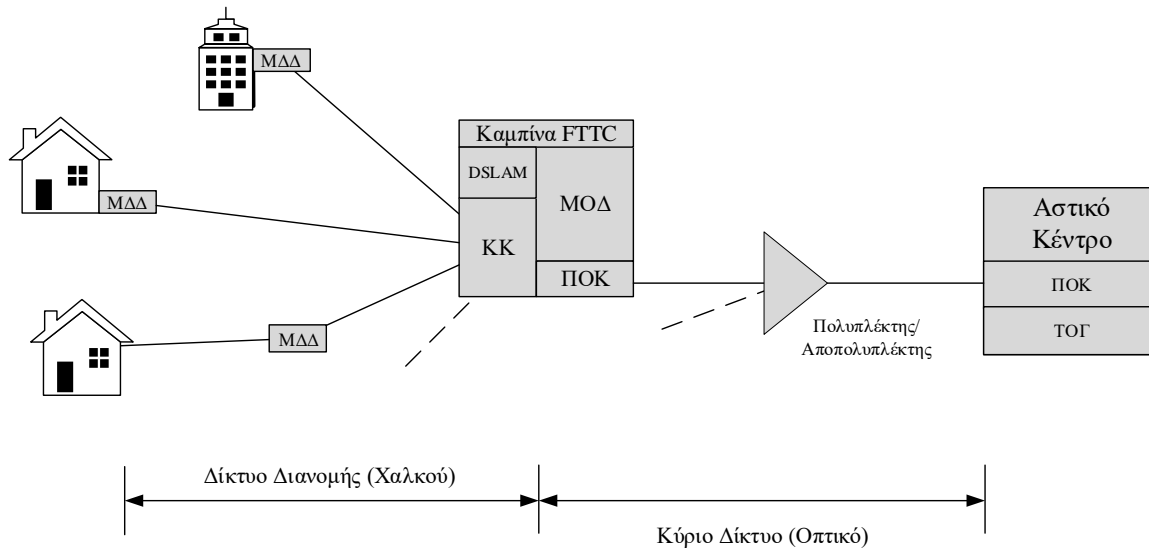 ΜΔΔ
Καμπίνα FTTC
DSLAM
ΜΟΔ
ΜΔΔ
ΚΚ
ΠΟΚ
Αστικό
Κέντρο
ΠΟΚ
ΤΟΓ
ΜΔΔ
Πολυπλέκτης/
Αποπολυπλέκτης
Δίκτυο Διανομής (Χαλκού)
Κύριο Δίκτυο (Οπτικό)